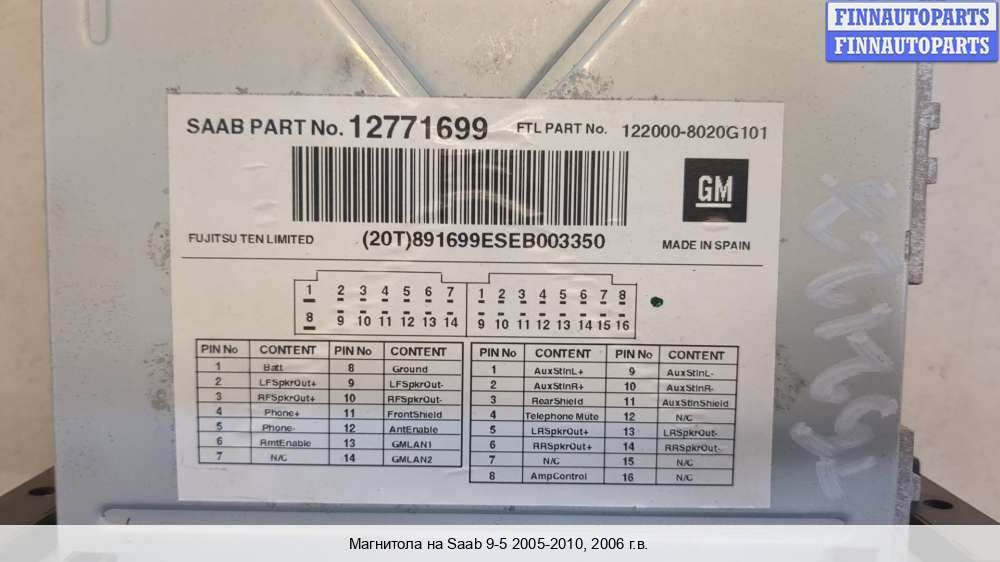 FINNAUTOPARTS
FINNAUTOPARTS
SAAB PART No. 12771699 FTL PART No. 122000-8020G101
GM
FUJITSU TEN LIMITED (20T)891699ESEB003350 MADE IN SPAIN
1 2 3 4 5 6 7 1 2 3 4 5 6 7 8
8 9 10 11 12 13 14 9 10 11 12 13 14 15 16
PIN No CONTENT PIN No CONTENT
1 Batt 8 Ground
2 LFSpkrOut+ 9 LFSpkrOut-
3 RFSpkrOut+ 10 RFSpkrOut-
4 Phone+ 11 FrontShield
5 Phone- 12 AntEnable
6 RmtEnable 13 GMLAN1
7 N/C 14 GMLAN2
PIN No CONTENT PIN No CONTENT
1 AuxStInL+ 9 AuxStInL-
2 AuxStInR+ 10 AuxStInR-
3 RearShield 11 AuxStInShield
4 Telephone Mute 12 N/C
5 LRSpkrOut+ 13 LRSpkrOut-
6 RRSpkrOut+ 14 RRSpkrOut-
7 N/C 15 N/C
8 AmpControl 16 N/C
Магнитола на Saab 9-5 2005-2010, 2006 г.в.